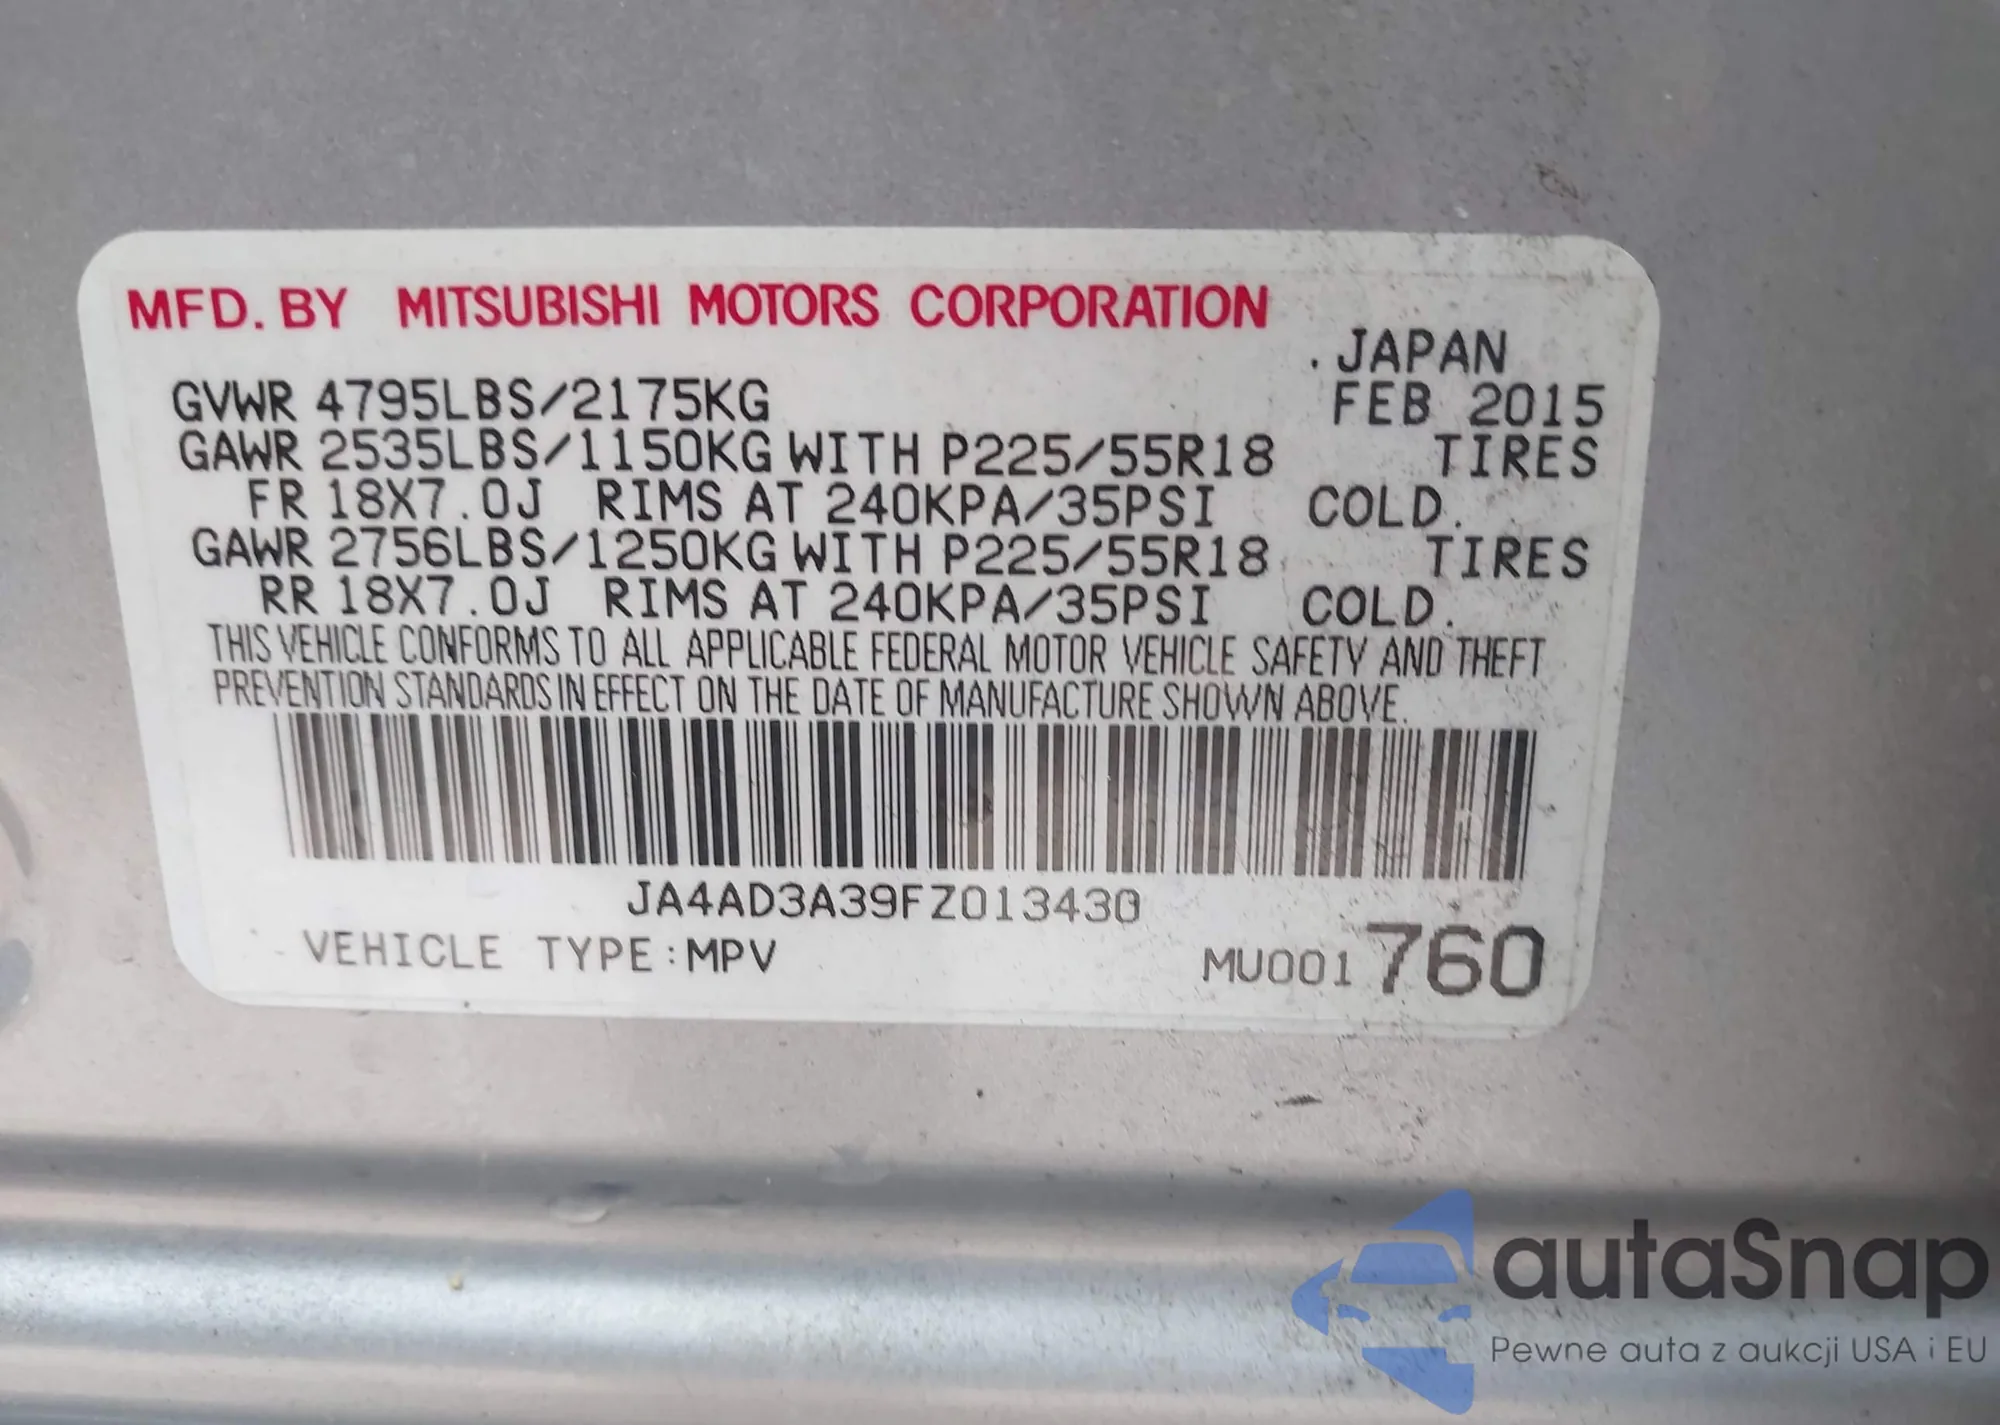 MFD. BY MITSUBISHI MOTORS CORPORATION
. JAPAN
GVWR 4795LBS/2175KG FEB 2015
GAWR 2535LBS/1150KG WITH P225/55R18 TIRES
FR 18X7.0J RIMS AT 240KPA/35PSI COLD.
GAWR 2756LBS/1250KG WITH P225/55R18 TIRES
RR 18X7.0J RIMS AT 240KPA/35PSI COLD.
THIS VEHICLE CONFORMS TO ALL APPLICABLE FEDERAL MOTOR VEHICLE SAFETY AND THEFT
PREVENTION STANDARDS IN EFFECT ON THE DATE OF MANUFACTURE SHOWN ABOVE.
JA4AD3A39FZ013430
VEHICLE TYPE:MPV MU001760
autaSnap
Pewne auta z aukcji USA i EU